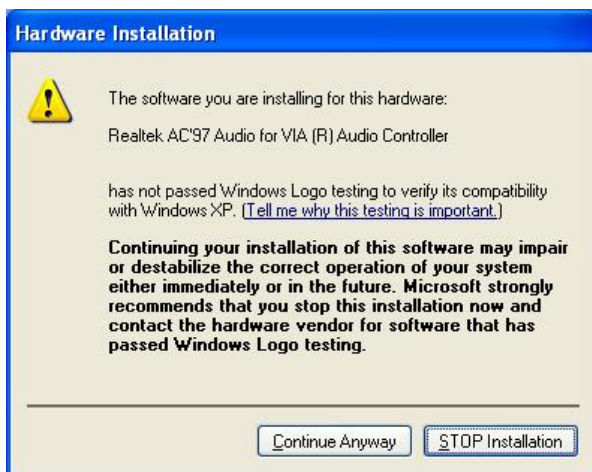 Hardware Installation
The software you are installing for this hardware:
Realtek AC'97 Audio for VIA (R) Audio Controller
has not passed Windows Logo testing to verify its compatibility
with Windows XP. (Tell me why this testing is important.)
Continuing your installation of this software may impair
or destabilize the correct operation of your system
either immediately or in the future. Microsoft strongly
recommends that you stop this installation now and
contact the hardware vendor for software that has
passed Windows Logo testing.
Continue Anyway
STOP Installation